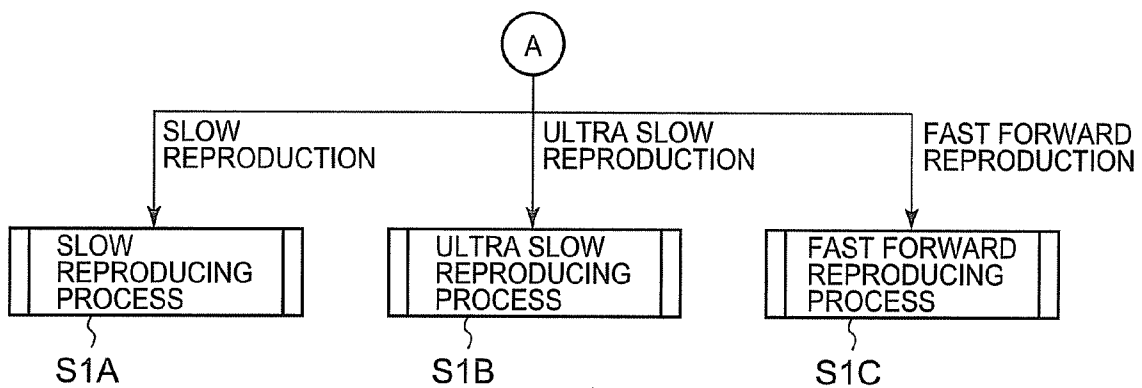 A
SLOW
REPRODUCTION
ULTRA SLOW
REPRODUCTION
FAST FORWARD
REPRODUCTION
SLOW
REPRODUCING
PROCESS
ULTRA SLOW
REPRODUCING
PROCESS
FAST FORWARD
REPRODUCING
PROCESS
S1A
S1B
S1C